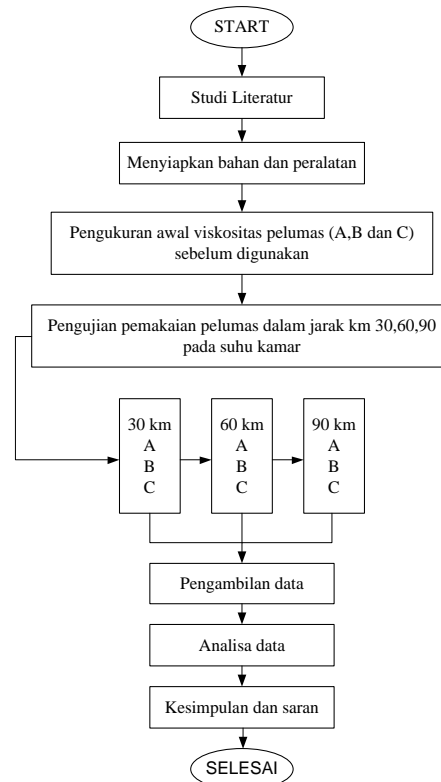 START
Studi Literatur
Menyiapkan bahan dan peralatan
Pengukuran awal viskositas pelumas (A,B dan C)
sebelum digunakan
Pengujian pemakaian pelumas dalam jarak km 30,60,90
pada suhu kamar
30 km
A
B
C
60 km
A
B
C
90 km
A
B
C
Pengambilan data
Analisa data
Kesimpulan dan saran
SELESAI